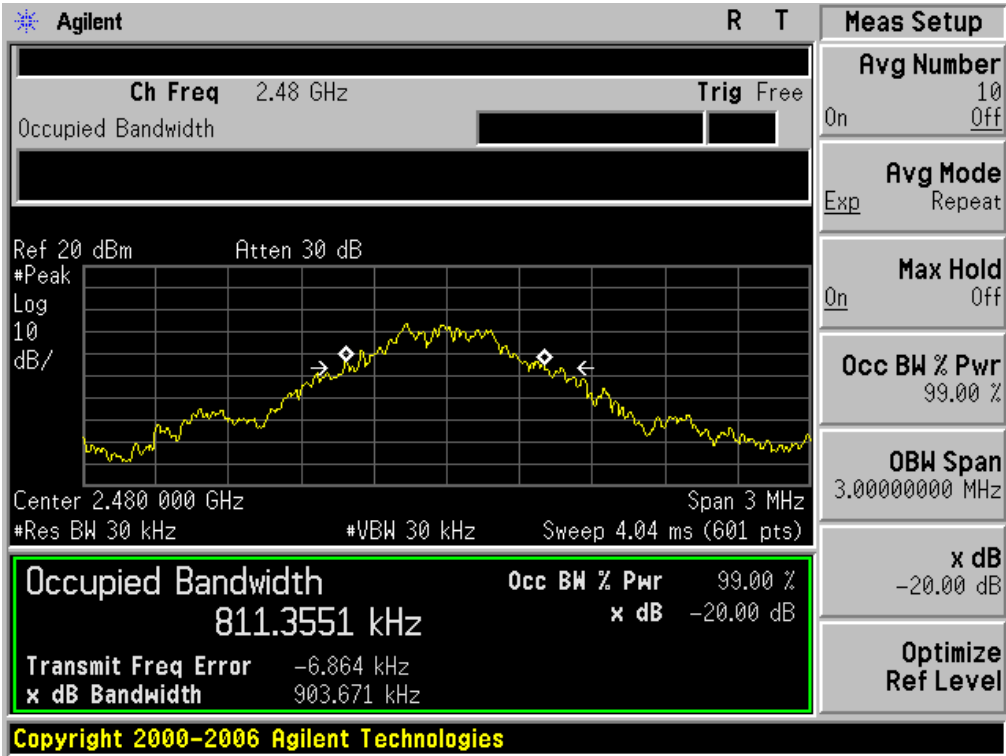 Agilent R T
Ch Freq 2.48 GHz Trig Free
Occupied Bandwidth
Ref 20 dBm Atten 30 dB
#Peak
Log
10
dB/
Center 2.480 000 GHz Span 3 MHz
#Res BW 30 kHz #VBW 30 kHz Sweep 4.04 ms (601 pts)
Occupied Bandwidth Occ BW % Pwr 99.00 %
811.3551 kHz x dB -20.00 dB
Transmit Freq Error -6.864 kHz
x dB Bandwidth 903.671 kHz
Copyright 2000-2006 Agilent Technologies
Meas Setup
Avg Number
10
On Off
Avg Mode
Exp Repeat
Max Hold
On Off
Occ BW % Pwr
99.00 %
OBW Span
3.00000000 MHz
x dB
-20.00 dB
Optimize
Ref Level